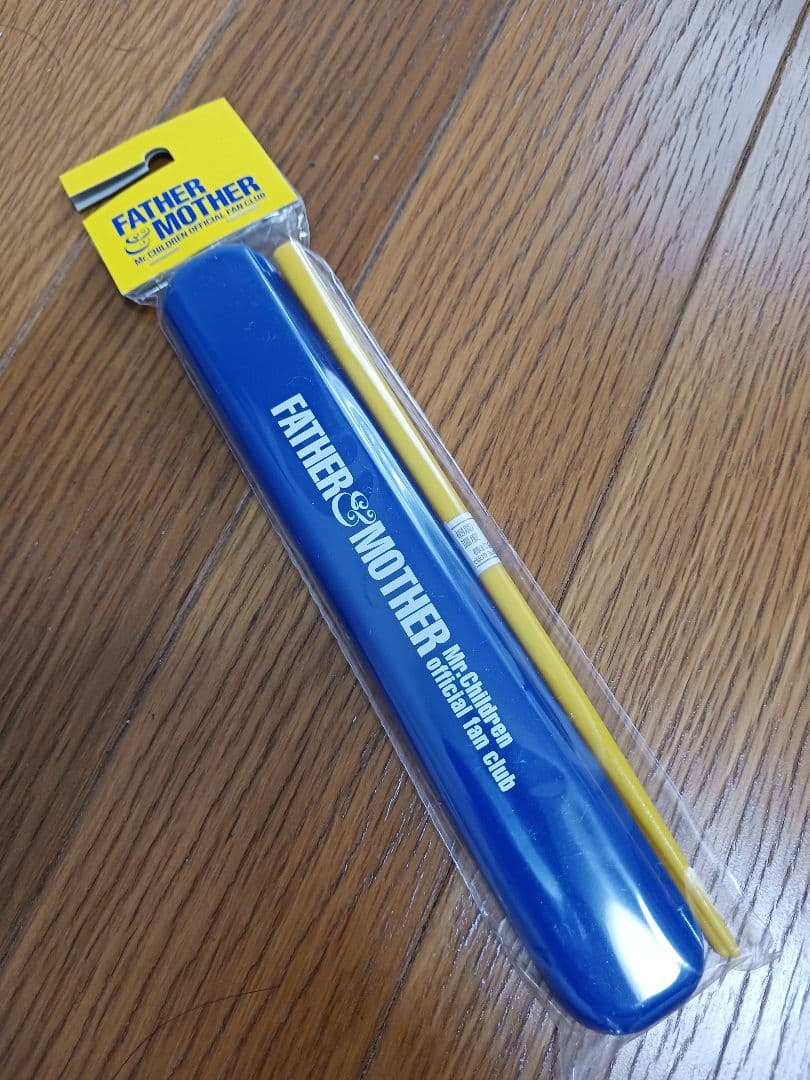 FATHER
& MOTHER
Mr. CHILDREN OFFICIAL FAN CLUB
FATHER & MOTHER
Mr.Children
official fan club